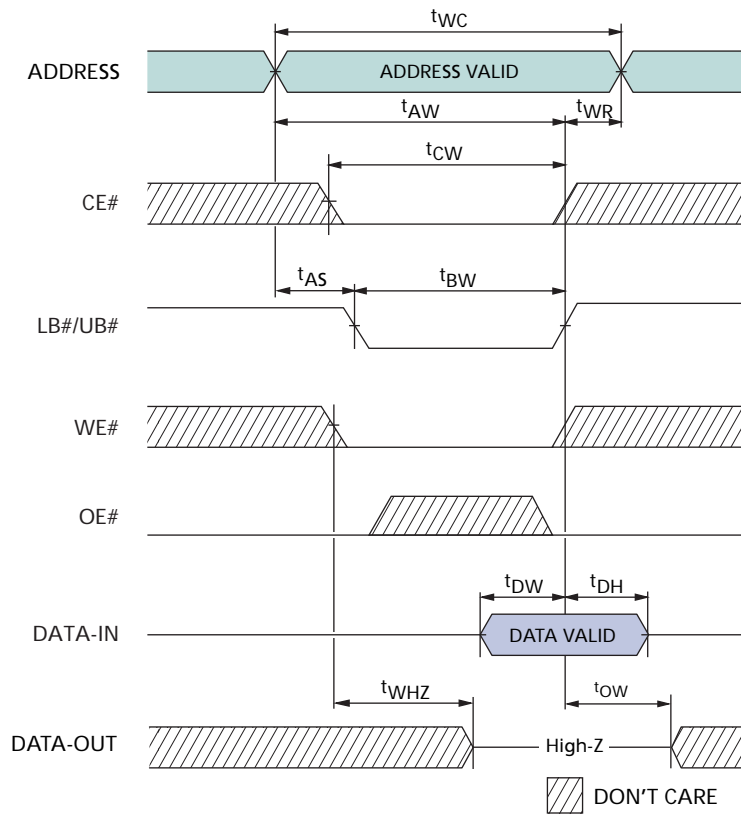 tWC
ADDRESS
ADDRESS VALID
tAW
tWR
tCW
CE#
tAS
tBW
LB#/UB#
WE#
OE#
tDW
tDH
DATA-IN
DATA VALID
tWHZ
tOW
DATA-OUT
High-Z
DON'T CARE